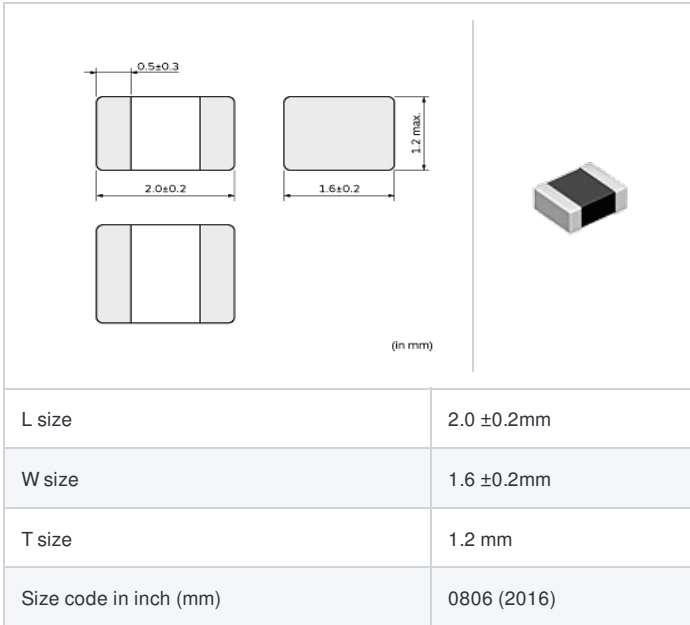 0.5±0.3
1.2 max.
2.0±0.2
1.6±0.2
(in mm)
L size 2.0 ±0.2mm
W size 1.6 ±0.2mm
T size 1.2 mm
Size code in inch (mm) 0806 (2016)